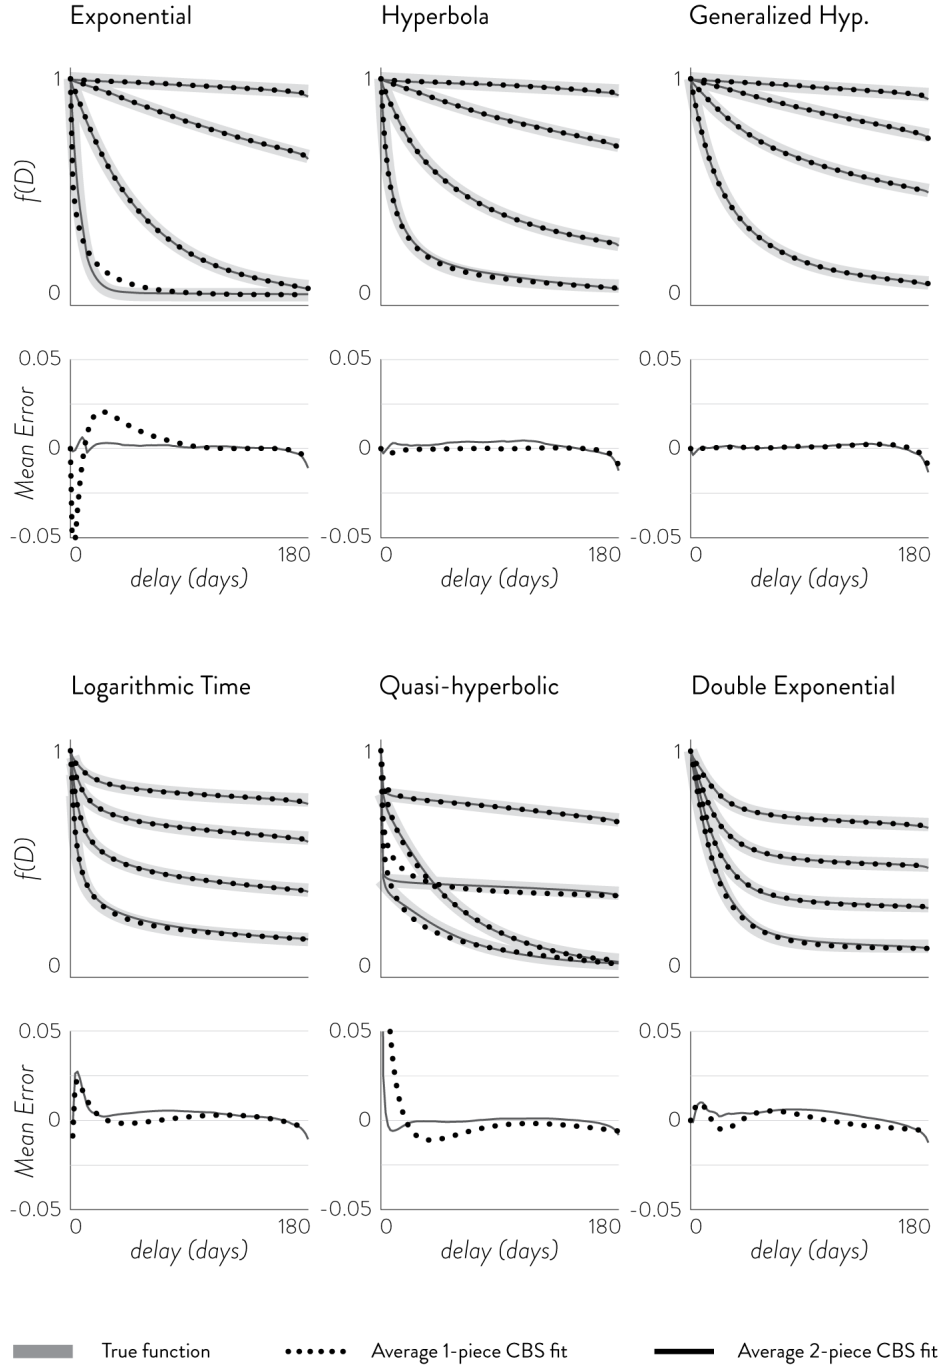 Exponential Hyperbola Generalized Hyp.
1 1 1
f(D)
0 0 0
0.05 0.05 0.05
Mean Error
0 0 0
-0.05 -0.05 -0.05
0 180 0 180 0 180
delay (days) delay (days) delay (days)
Logarithmic Time Quasi-hyperbolic Double Exponential
1 1 1
f(D)
0 0 0
0.05 0.05 0.05
Mean Error
0 0 0
-0.05 -0.05 -0.05
0 180 0 180 0 180
delay (days) delay (days) delay (days)
True function Average 1-piece CBS fit Average 2-piece CBS fit